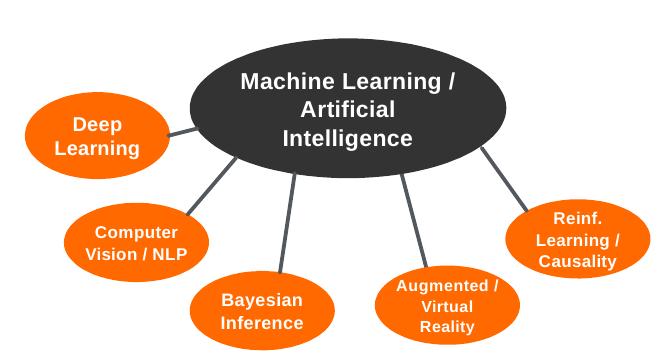 Machine Learning /
Artificial
Intelligence
Deep
Learning
Computer
Vision / NLP
Bayesian
Inference
Augmented /
Virtual
Reality
Reinf.
Learning /
Causality